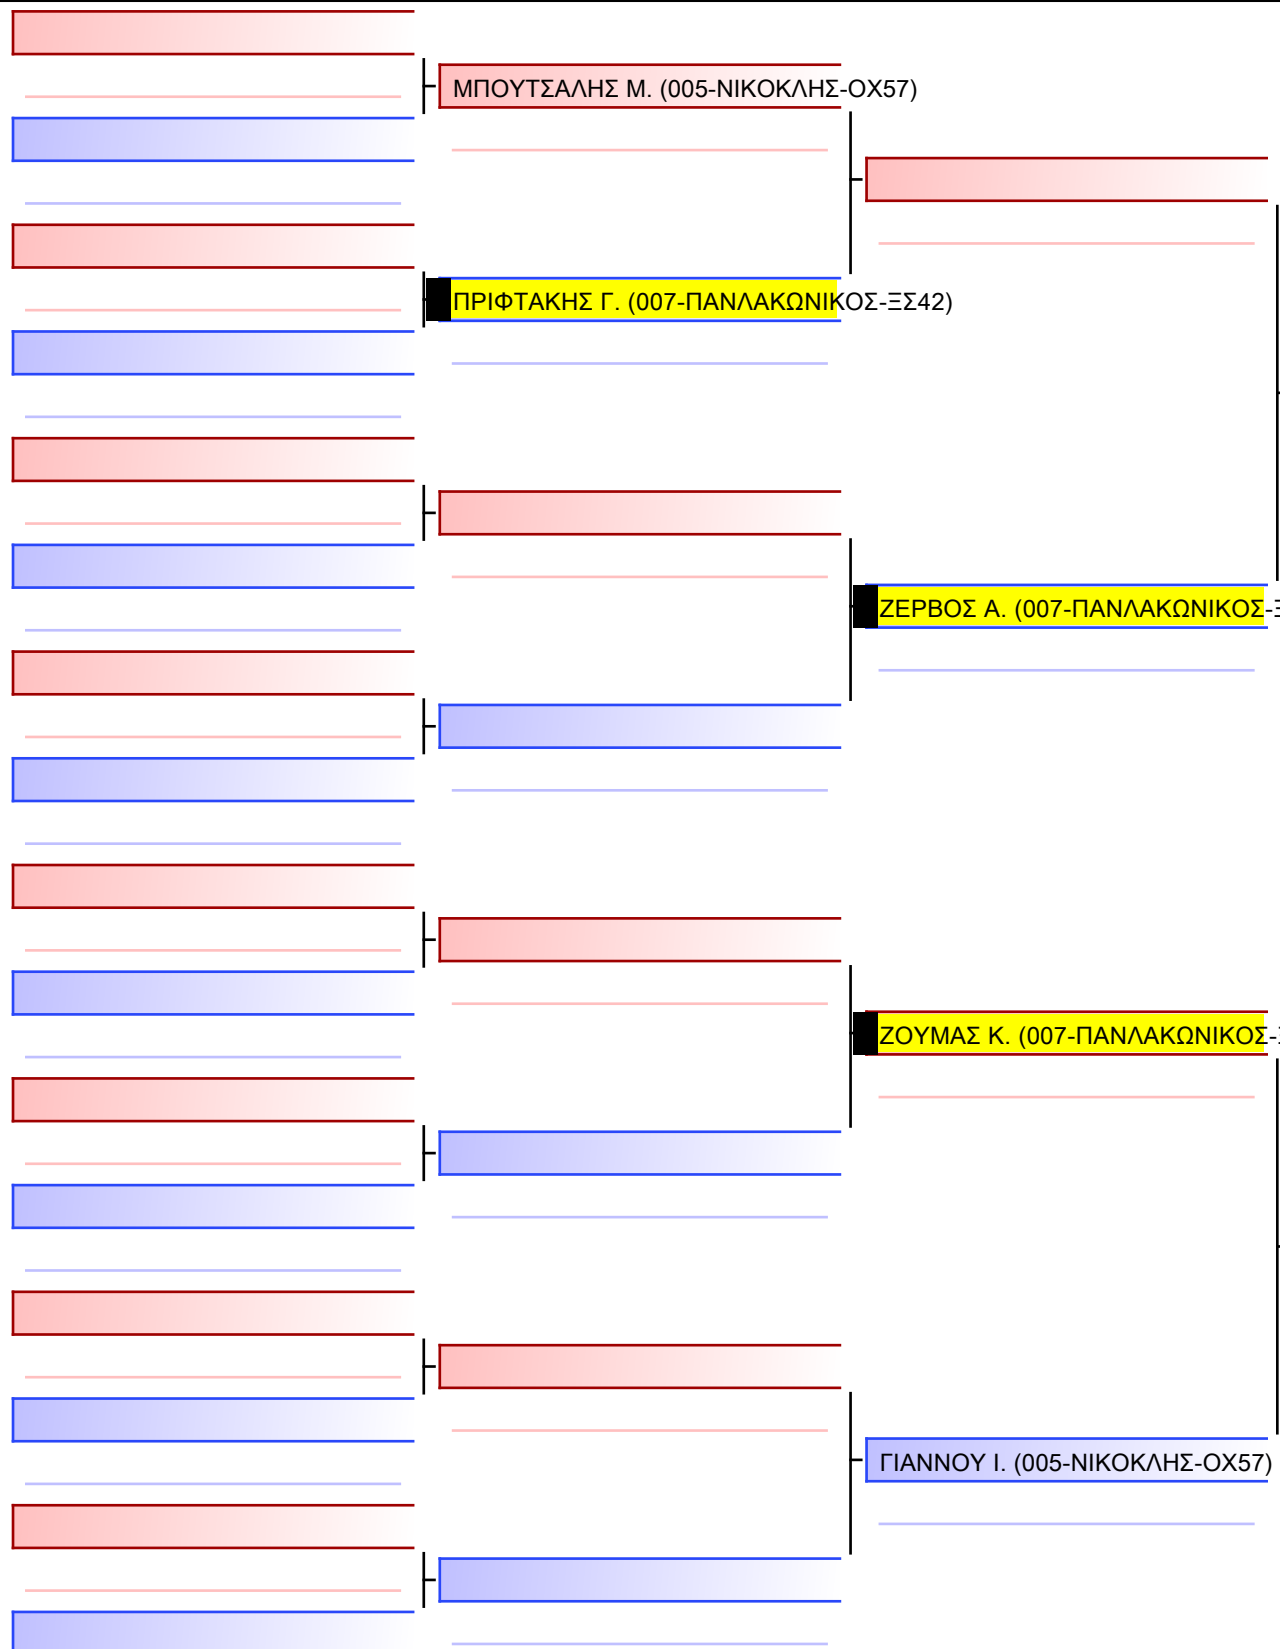 ΜΠΟΥΤΣΑΛΗΣ Μ. (005-ΝΙΚΟΚΛΗΣ-ΟΧ57)
ΠΡΙΦΤΑΚΗΣ Γ. (007-ΠΑΝΛΑΚΩΝΙΚΟΣ-ΞΣ42)
ΖΕΡΒΟΣ Α. (007-ΠΑΝΛΑΚΩΝΙΚΟΣ-
ΖΟΥΜΑΣ Κ. (007-ΠΑΝΛΑΚΩΝΙΚΟΣ-
ΓΙΑΝΝΟΥ Ι. (005-ΝΙΚΟΚΛΗΣ-ΟΧ57)